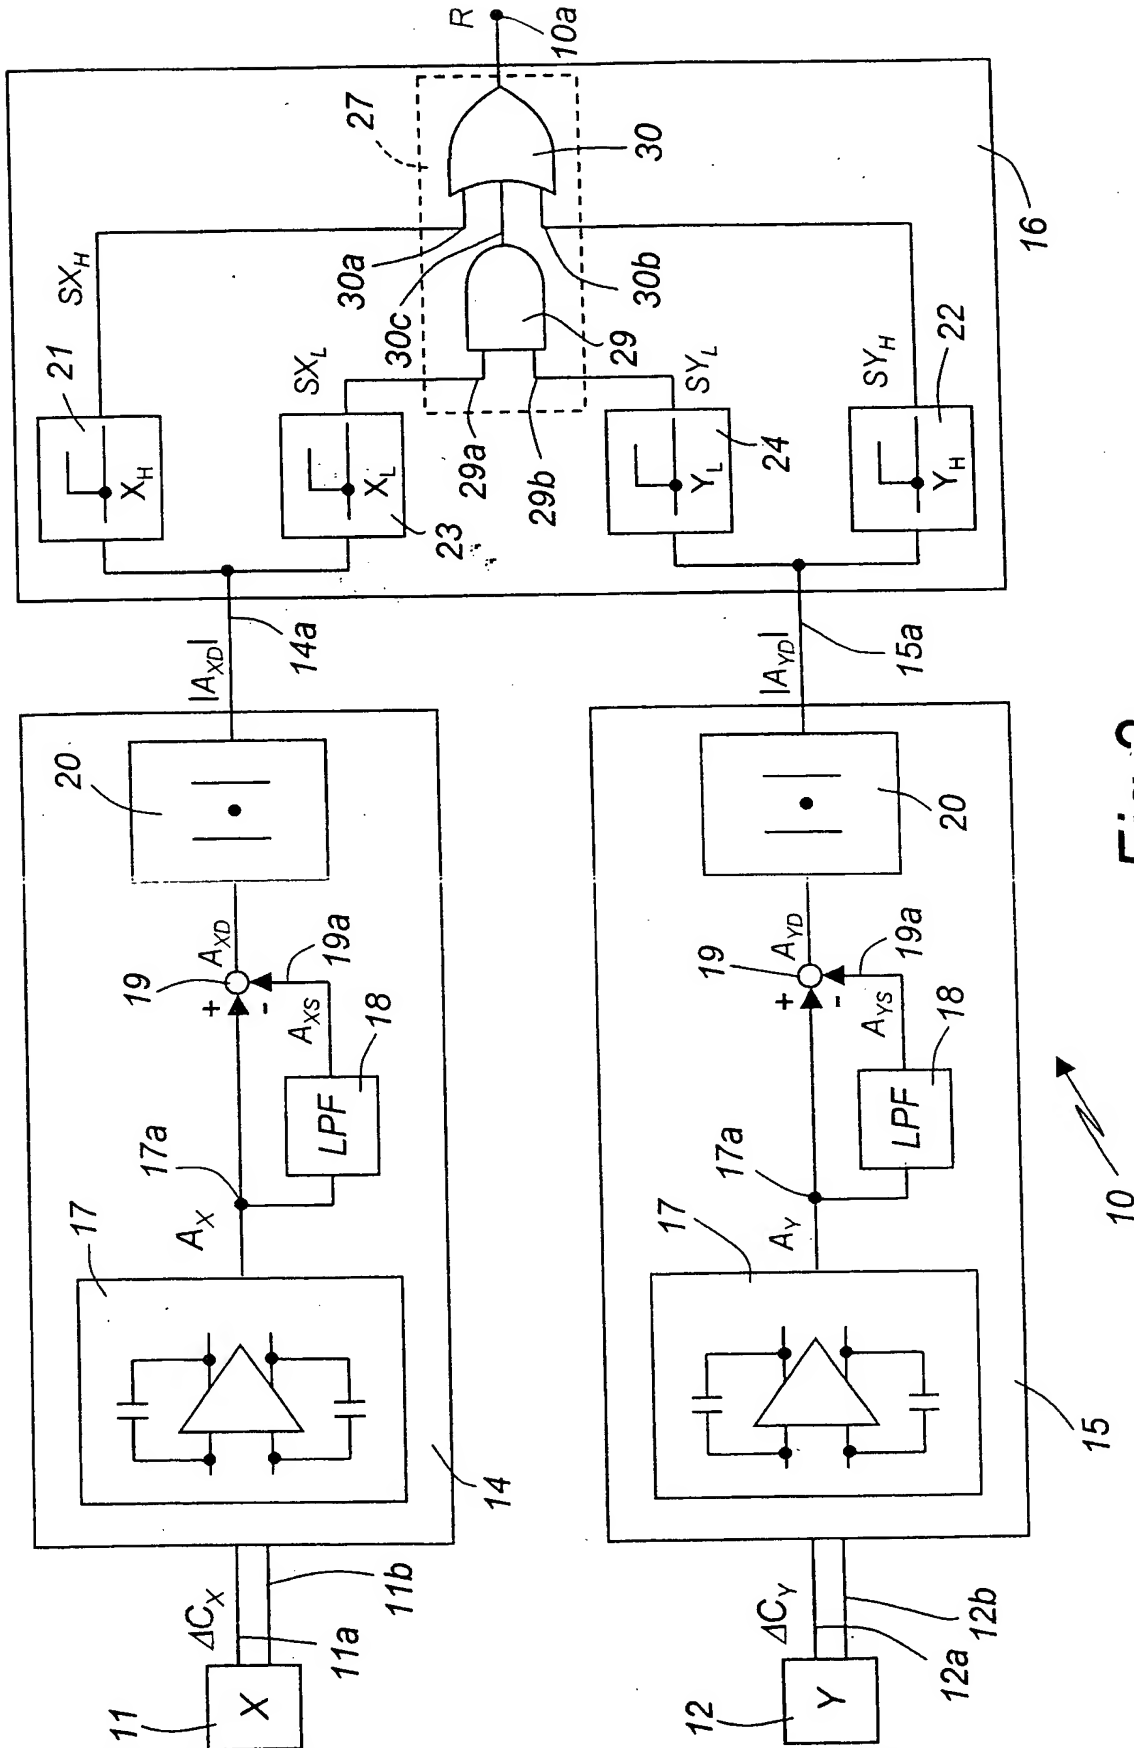 11
X
ΔC_X
11a
11b
14
17
A_X
17a
LPF
18
A_XS
19
+
-
19a
A_XD
20
|A_XD|
14a
21
X_H
SX_H
X_L
23
SX_L
29a
29b
29
27
30a
30c
30b
30
R
10a
16
12
Y
ΔC_Y
12a
12b
15
17
A_Y
17a
LPF
18
A_YS
19
+
-
19a
A_YD
20
|A_YD|
15a
Y_L
24
SY_L
Y_H
22
SY_H
10